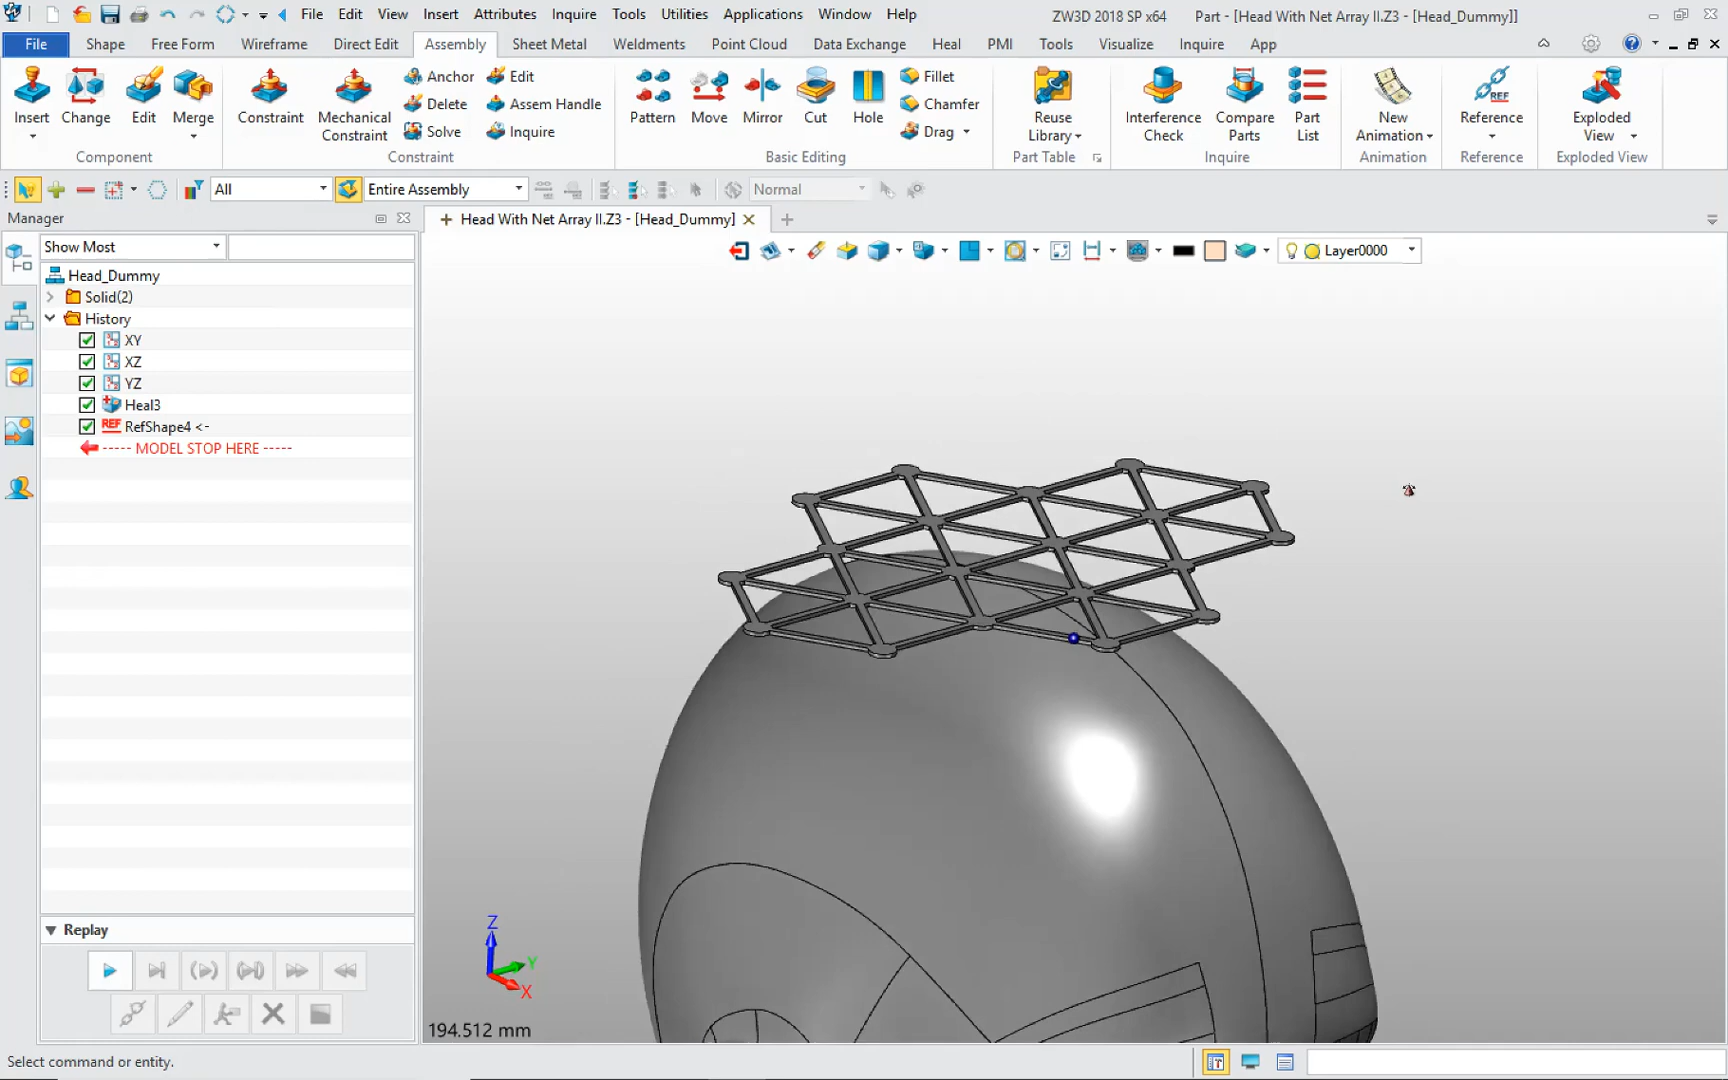 File Edit View Insert Attributes Inquire Tools Utilities Applications Window Help
ZW3D 2018 SP x64 Part - [Head With Net Array II.Z3 - [Head_Dummy]]
File Shape Free Form Wireframe Direct Edit Assembly Sheet Metal Weldments Point Cloud Data Exchange Heal PMI Tools Visualize Inquire App
Insert Change Edit Merge
Component
Constraint Mechanical Constraint
Anchor Edit
Delete Assem Handle
Solve Inquire
Constraint
Pattern Move Mirror Cut Hole
Fillet
Chamfer
Drag
Basic Editing
Reuse Library
Part Table
Interference Check Compare Parts Part List
Inquire
New Animation
Animation
REF
Reference
Reference
Exploded View
Exploded View
All Entire Assembly Normal
Manager
Head With Net Array II.Z3 - [Head_Dummy]
Show Most
Layer0000
Head_Dummy
Solid(2)
History
XY
XZ
YZ
Heal3
REF RefShape4 <-
----- MODEL STOP HERE -----
Replay
Z
Y
X
194.512 mm
Select command or entity.